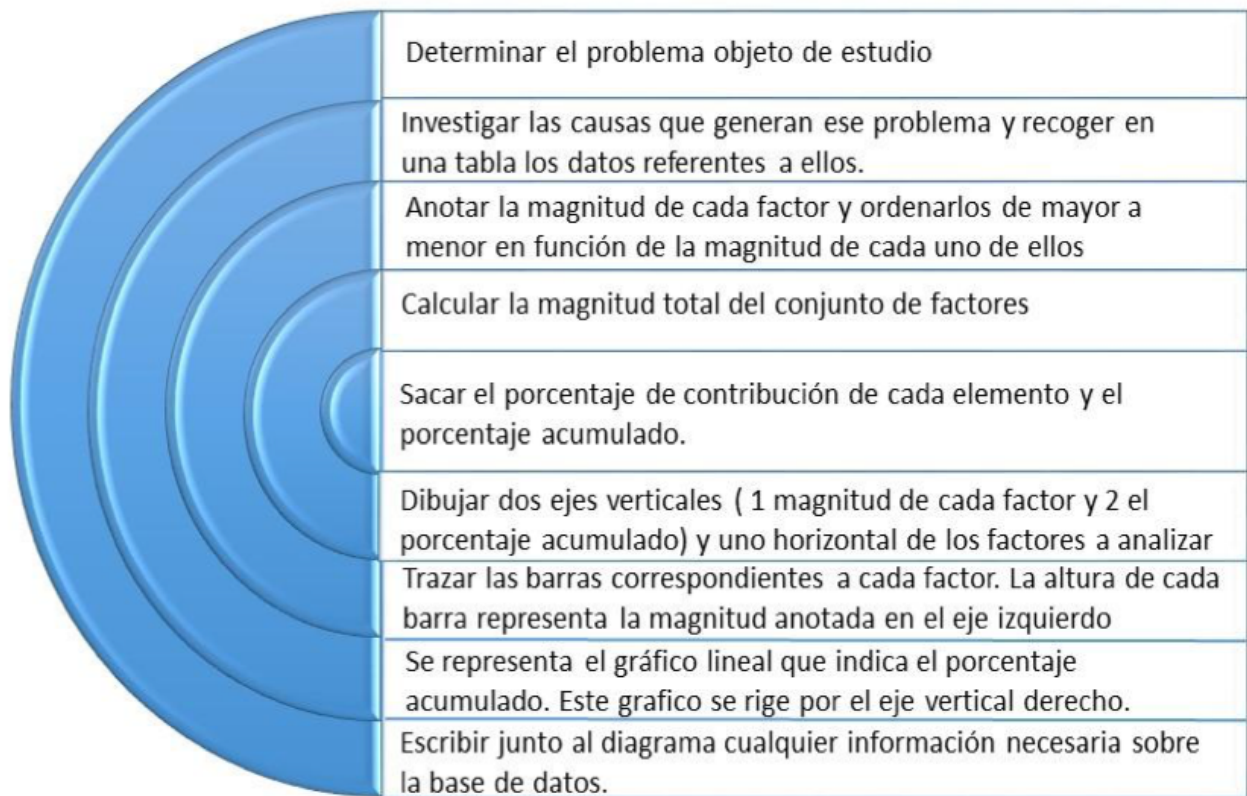 Determinar el problema objeto de estudio
Investigar las causas que generan ese problema y recoger en
una tabla los datos referentes a ellos.
Anotar la magnitud de cada factor y ordenarlos de mayor a
menor en función de la magnitud de cada uno de ellos
Calcular la magnitud total del conjunto de factores
Sacar el porcentaje de contribución de cada elemento y el
porcentaje acumulado.
Dibujar dos ejes verticales ( 1 magnitud de cada factor y 2 el
porcentaje acumulado) y uno horizontal de los factores a analizar
Trazar las barras correspondientes a cada factor. La altura de cada
barra representa la magnitud anotada en el eje izquierdo
Se representa el gráfico lineal que indica el porcentaje
acumulado. Este grafico se rige por el eje vertical derecho.
Escribir junto al diagrama cualquier información necesaria sobre
la base de datos.